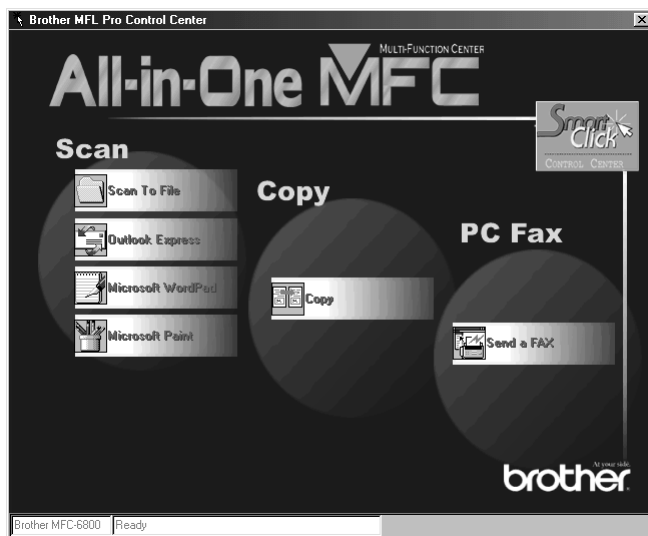 Brother MFL Pro Control Center
MULTI-FUNCTION CENTER
All-in-One MFC
Smart Click
CONTROL CENTER
Scan
Scan To File
Outlook Express
Microsoft WordPad
Microsoft Paint
Copy
Copy
PC Fax
Send a FAX
At your side.
brother
Brother MFC-6800 Ready